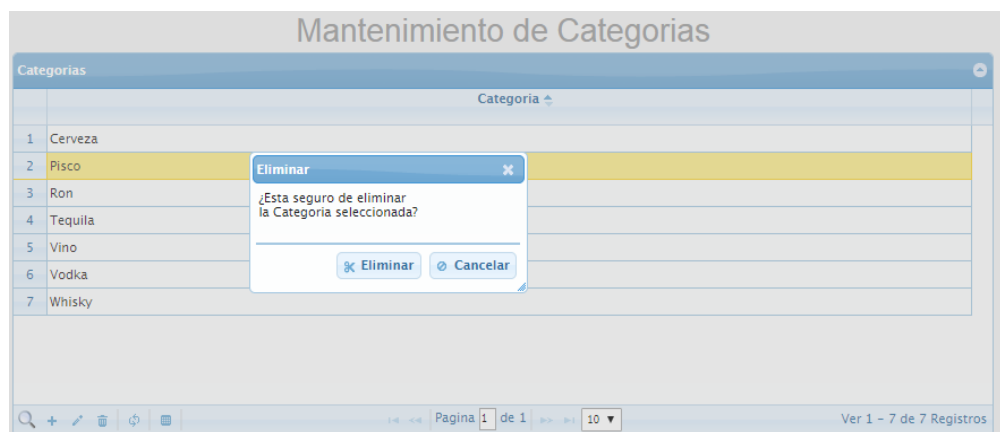 Mantenimiento de Categorias
Categorias
Categoria
1 Cerveza
2 Pisco
3 Ron
4 Tequila
5 Vino
6 Vodka
7 Whisky
Eliminar
¿Esta seguro de eliminar
la Categoria seleccionada?
Eliminar Cancelar
Pagina 1 de 1 10 Ver 1 - 7 de 7 Registros